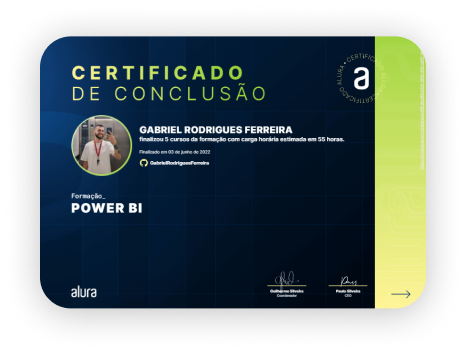 CERTIFICADO
DE CONCLUSÃO
a
GABRIEL RODRIGUES FERREIRA
finalizou 5 cursos da formação com carga horária estimada em 55 horas.
Finalizado em 03 de junho de 2022
GabrielRodriguesFerreira
Formação_
POWER BI
alura
Guilherme Silveira
Coordenador
Paulo Silveira
CEO